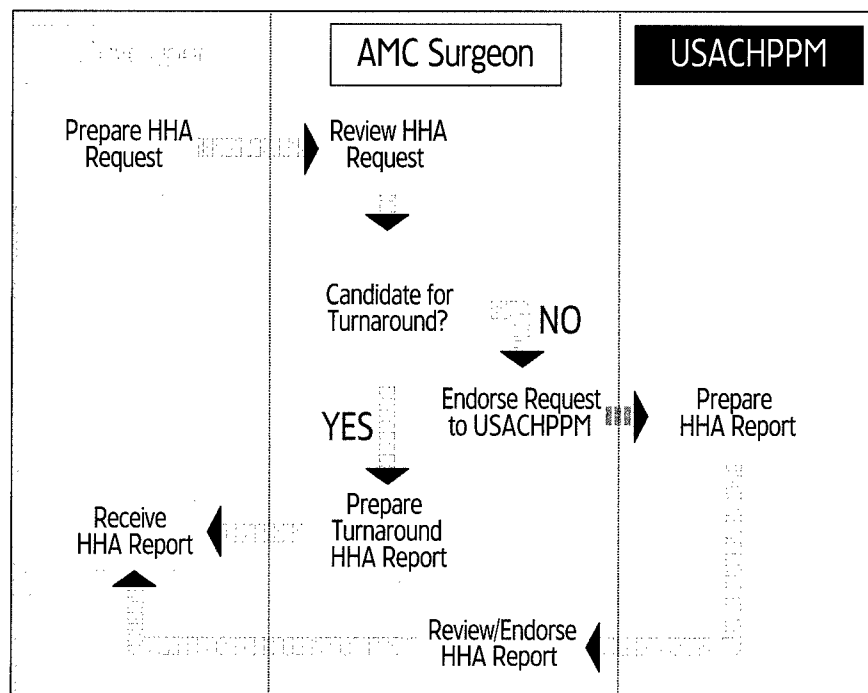 Developer
AMC Surgeon
USACHPPM
Prepare HHA
Request
Review HHA
Request
Candidate for
Turnaround?
NO
YES
Endorse Request
to USACHPPM
Prepare
HHA Report
Prepare
Turnaround
HHA Report
Receive
HHA Report
Review/Endorse
HHA Report